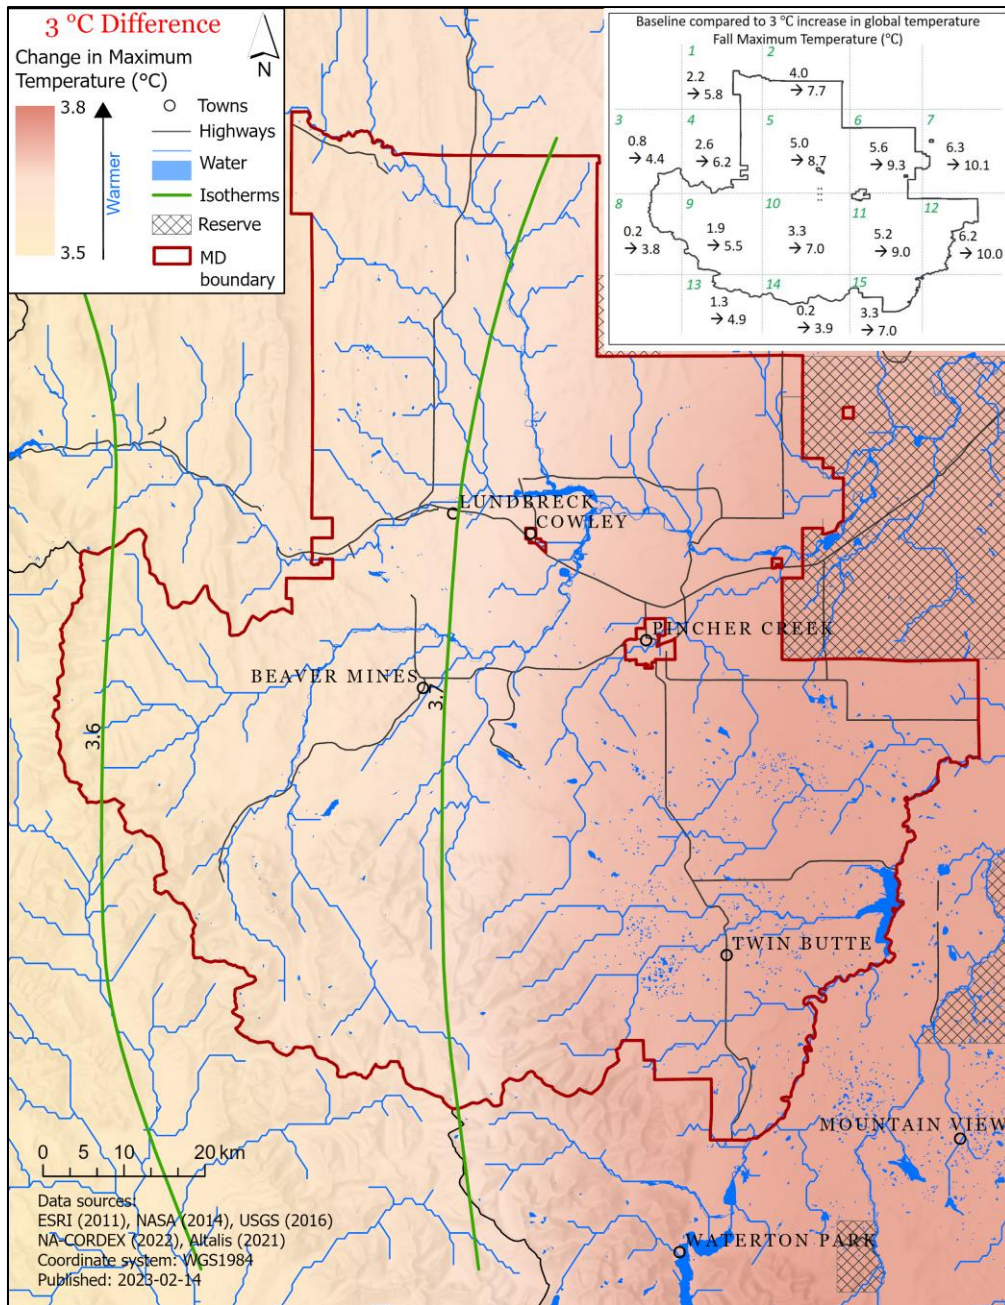 3 °C Difference
Change in Maximum
Temperature (°C)
3.8
Warmer
3.5
N
Towns
Highways
Water
Isotherms
Reserve
MD
boundary
Baseline compared to 3 °C increase in global temperature
Fall Maximum Temperature (°C)
1
2
2.2
→ 5.8
4.0
→ 7.7
3
4
5
6
7
0.8
→ 4.4
2.6
→ 6.2
5.0
→ 8.7
5.6
→ 9.3
6.3
→ 10.1
8
9
10
11
12
0.2
→ 3.8
1.9
→ 5.5
3.3
→ 7.0
5.2
→ 9.0
6.2
→ 10.0
13
14
15
1.3
→ 4.9
0.2
→ 3.9
3.3
→ 7.0
LUNDBRECK
COWLEY
PINCHER CREEK
BEAVER MINES
3.7
3.6
TWIN BUTTE
MOUNTAIN VIEW
WATERTON PARK
0 5 10 20 km
Data sources:
ESRI (2011), NASA (2014), USGS (2016)
NA-CORDEX (2022), Altalis (2021)
Coordinate system: WGS1984
Published: 2023-02-14